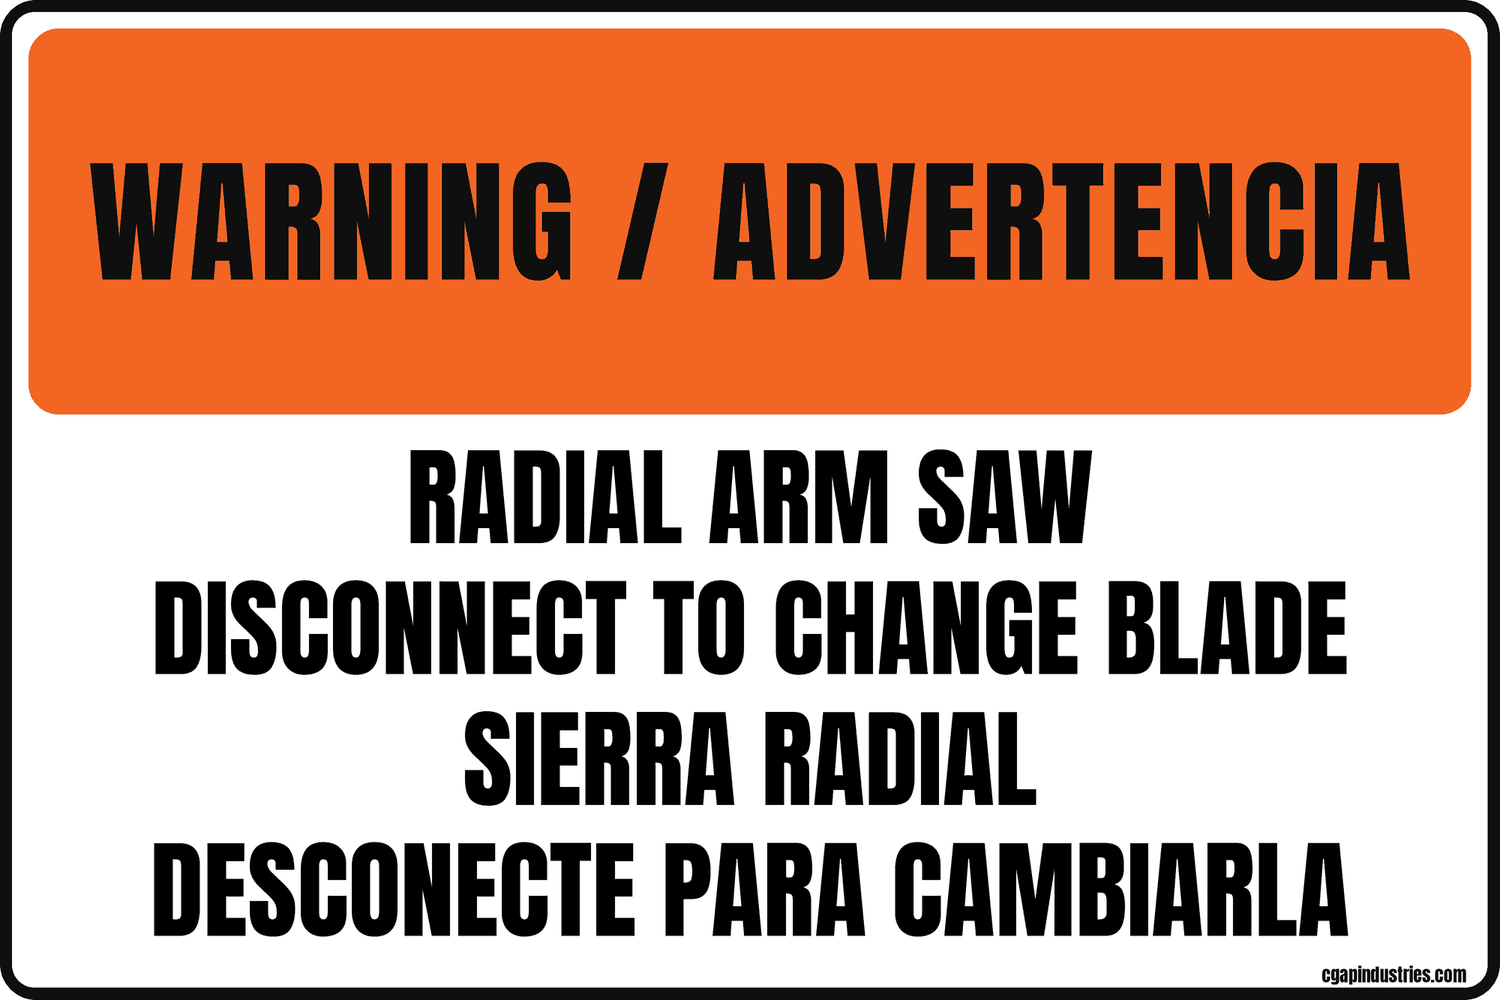 WARNING / ADVERTENCIA
RADIAL ARM SAW
DISCONNECT TO CHANGE BLADE
SIERRA RADIAL
DESCONECTE PARA CAMBIARLA
cgapindustries.com